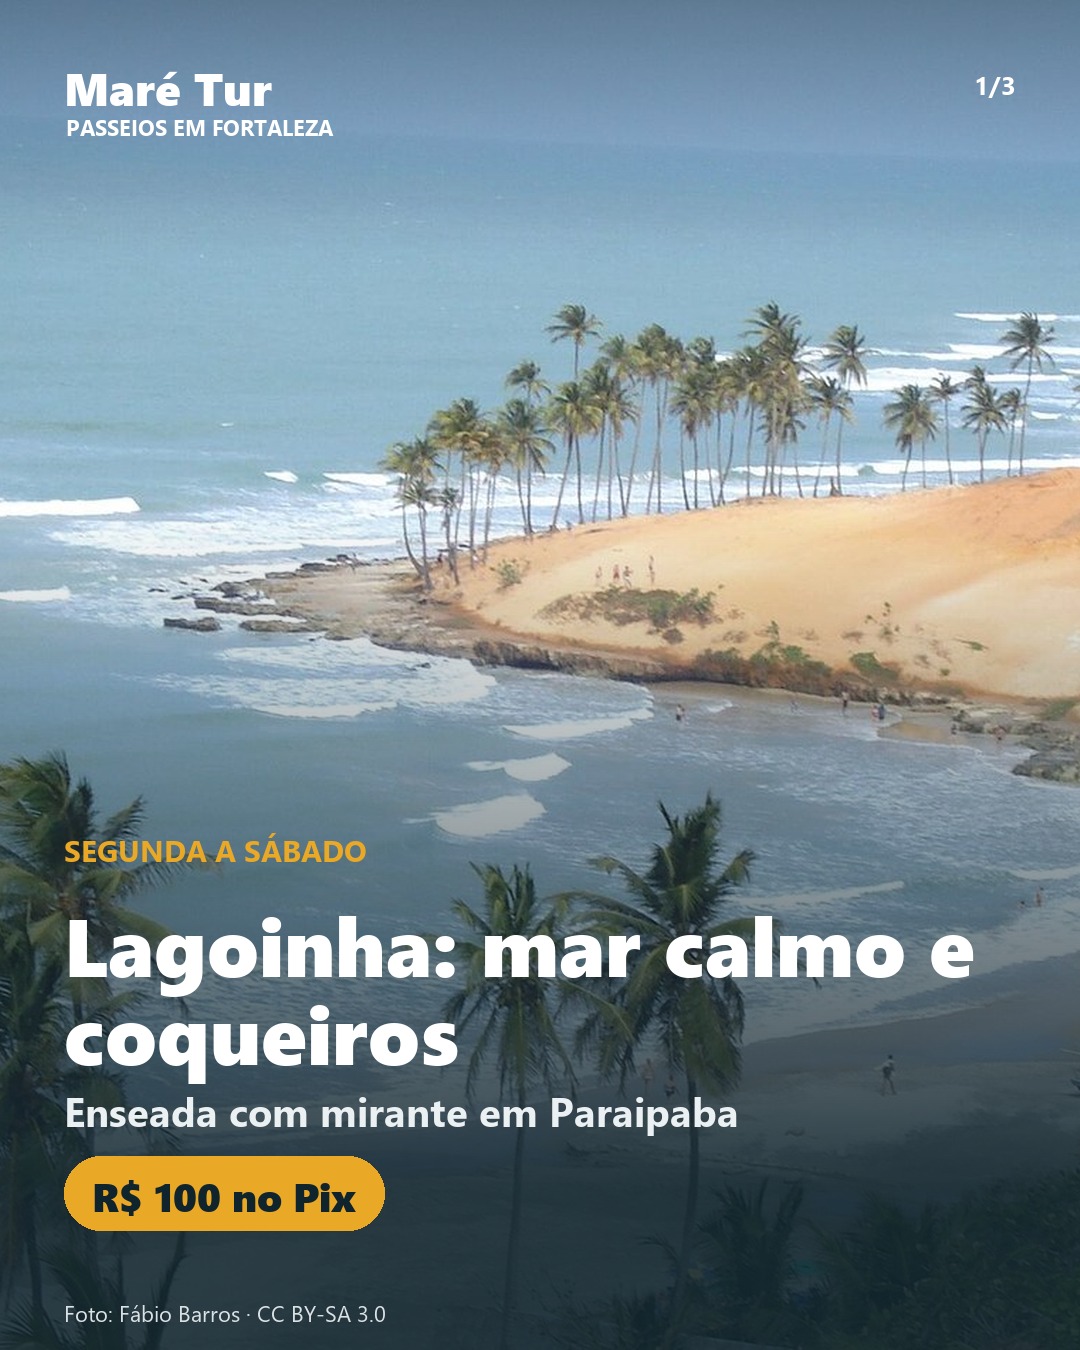 Maré Tur
PASSEIOS EM FORTALEZA
1/3
SEGUNDA A SÁBADO
Lagoinha: mar calmo e
coqueiros
Enseada com mirante em Paraipaba
R$ 100 no Pix
Foto: Fábio Barros · CC BY-SA 3.0